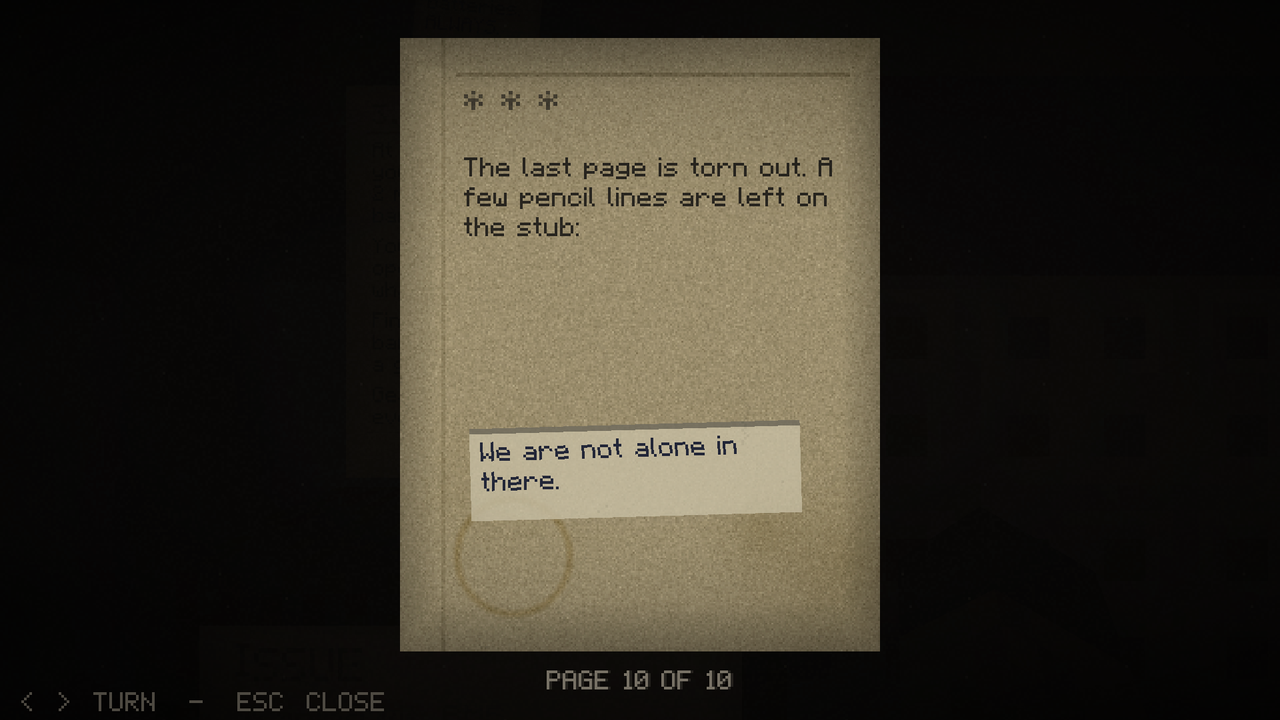 * * *
The last page is torn out. A
few pencil lines are left on
the stub:
We are not alone in
there.
PAGE 10 OF 10
< > TURN - ESC CLOSE